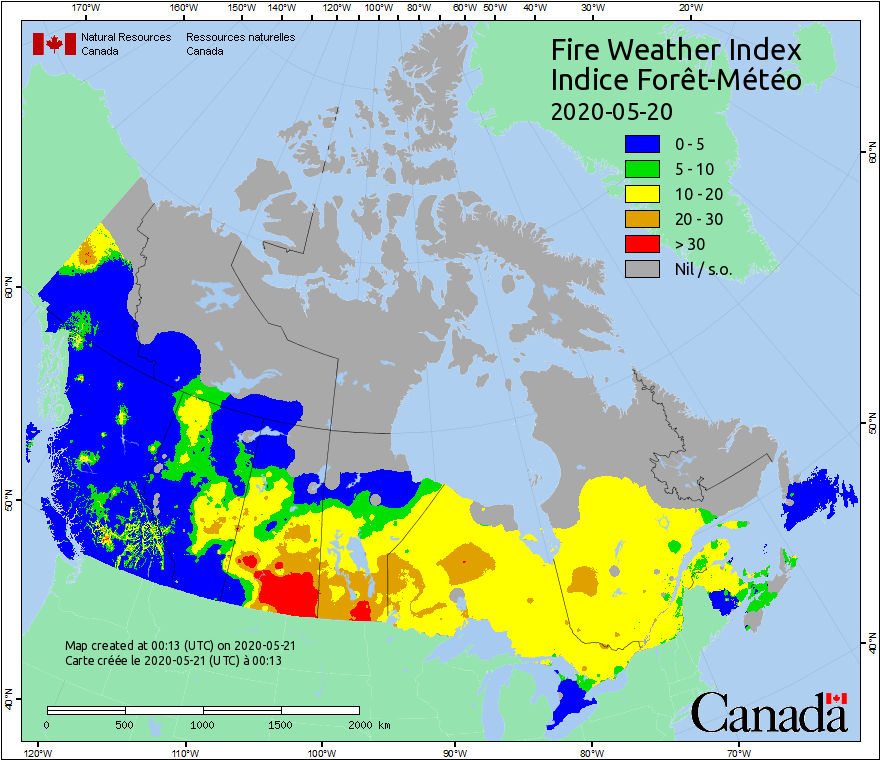 170°W 160°W 150°W 140°W 130°W 120°W 110°W 100°W 90°W 80°W 60°W 50°W 40°W 30°W 20°W
Natural Resources Ressources naturelles
Canada Canada
Fire Weather Index
Indice Forêt-Météo
2020-05-20
0 - 5
5 - 10
10 - 20
20 - 30
> 30
Nil / s.o.
60°N
60°N
50°N
50°N
40°N
40°N
Map created at 00:13 (UTC) on 2020-05-21
Carte créée le 2020-05-21 (UTC) à 00:13
0 500 1000 1500 2000 km
Canada
120°W 110°W 100°W 90°W 80°W 70°W